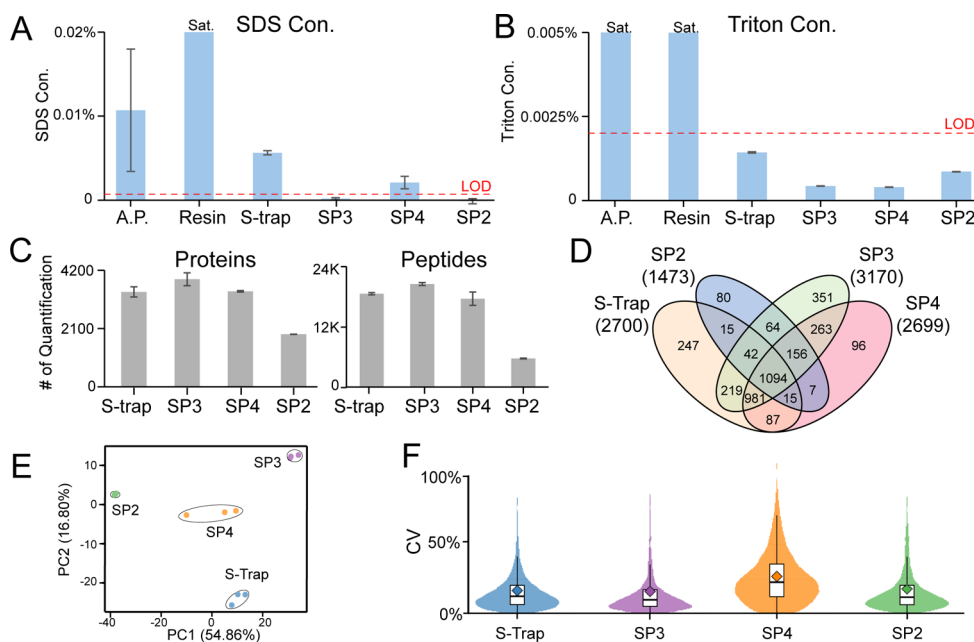 A
SDS Con.
SDS Con.
0.02%
0.01%
0
Sat.
LOD
A.P.
Resin
S-trap
SP3
SP4
SP2
B
Triton Con.
Triton Con.
0.005%
0.0025%
0
Sat.
Sat.
LOD
A.P.
Resin
S-trap
SP3
SP4
SP2
C
# of Quantification
Proteins
4200
2100
0
S-trap
SP3
SP4
SP2
Peptides
24K
12K
0
S-trap
SP3
SP4
SP2
D
SP2
(1473)
SP3
(3170)
S-Trap
(2700)
SP4
(2699)
80
351
15
64
263
247
42
156
96
1094
219
981
15
7
87
E
PC2 (16.80%)
10
0
-10
-20
SP3
SP2
SP4
S-Trap
-40
-20
0
20
40
PC1 (54.86%)
F
CV
100%
50%
0%
S-Trap
SP3
SP4
SP2